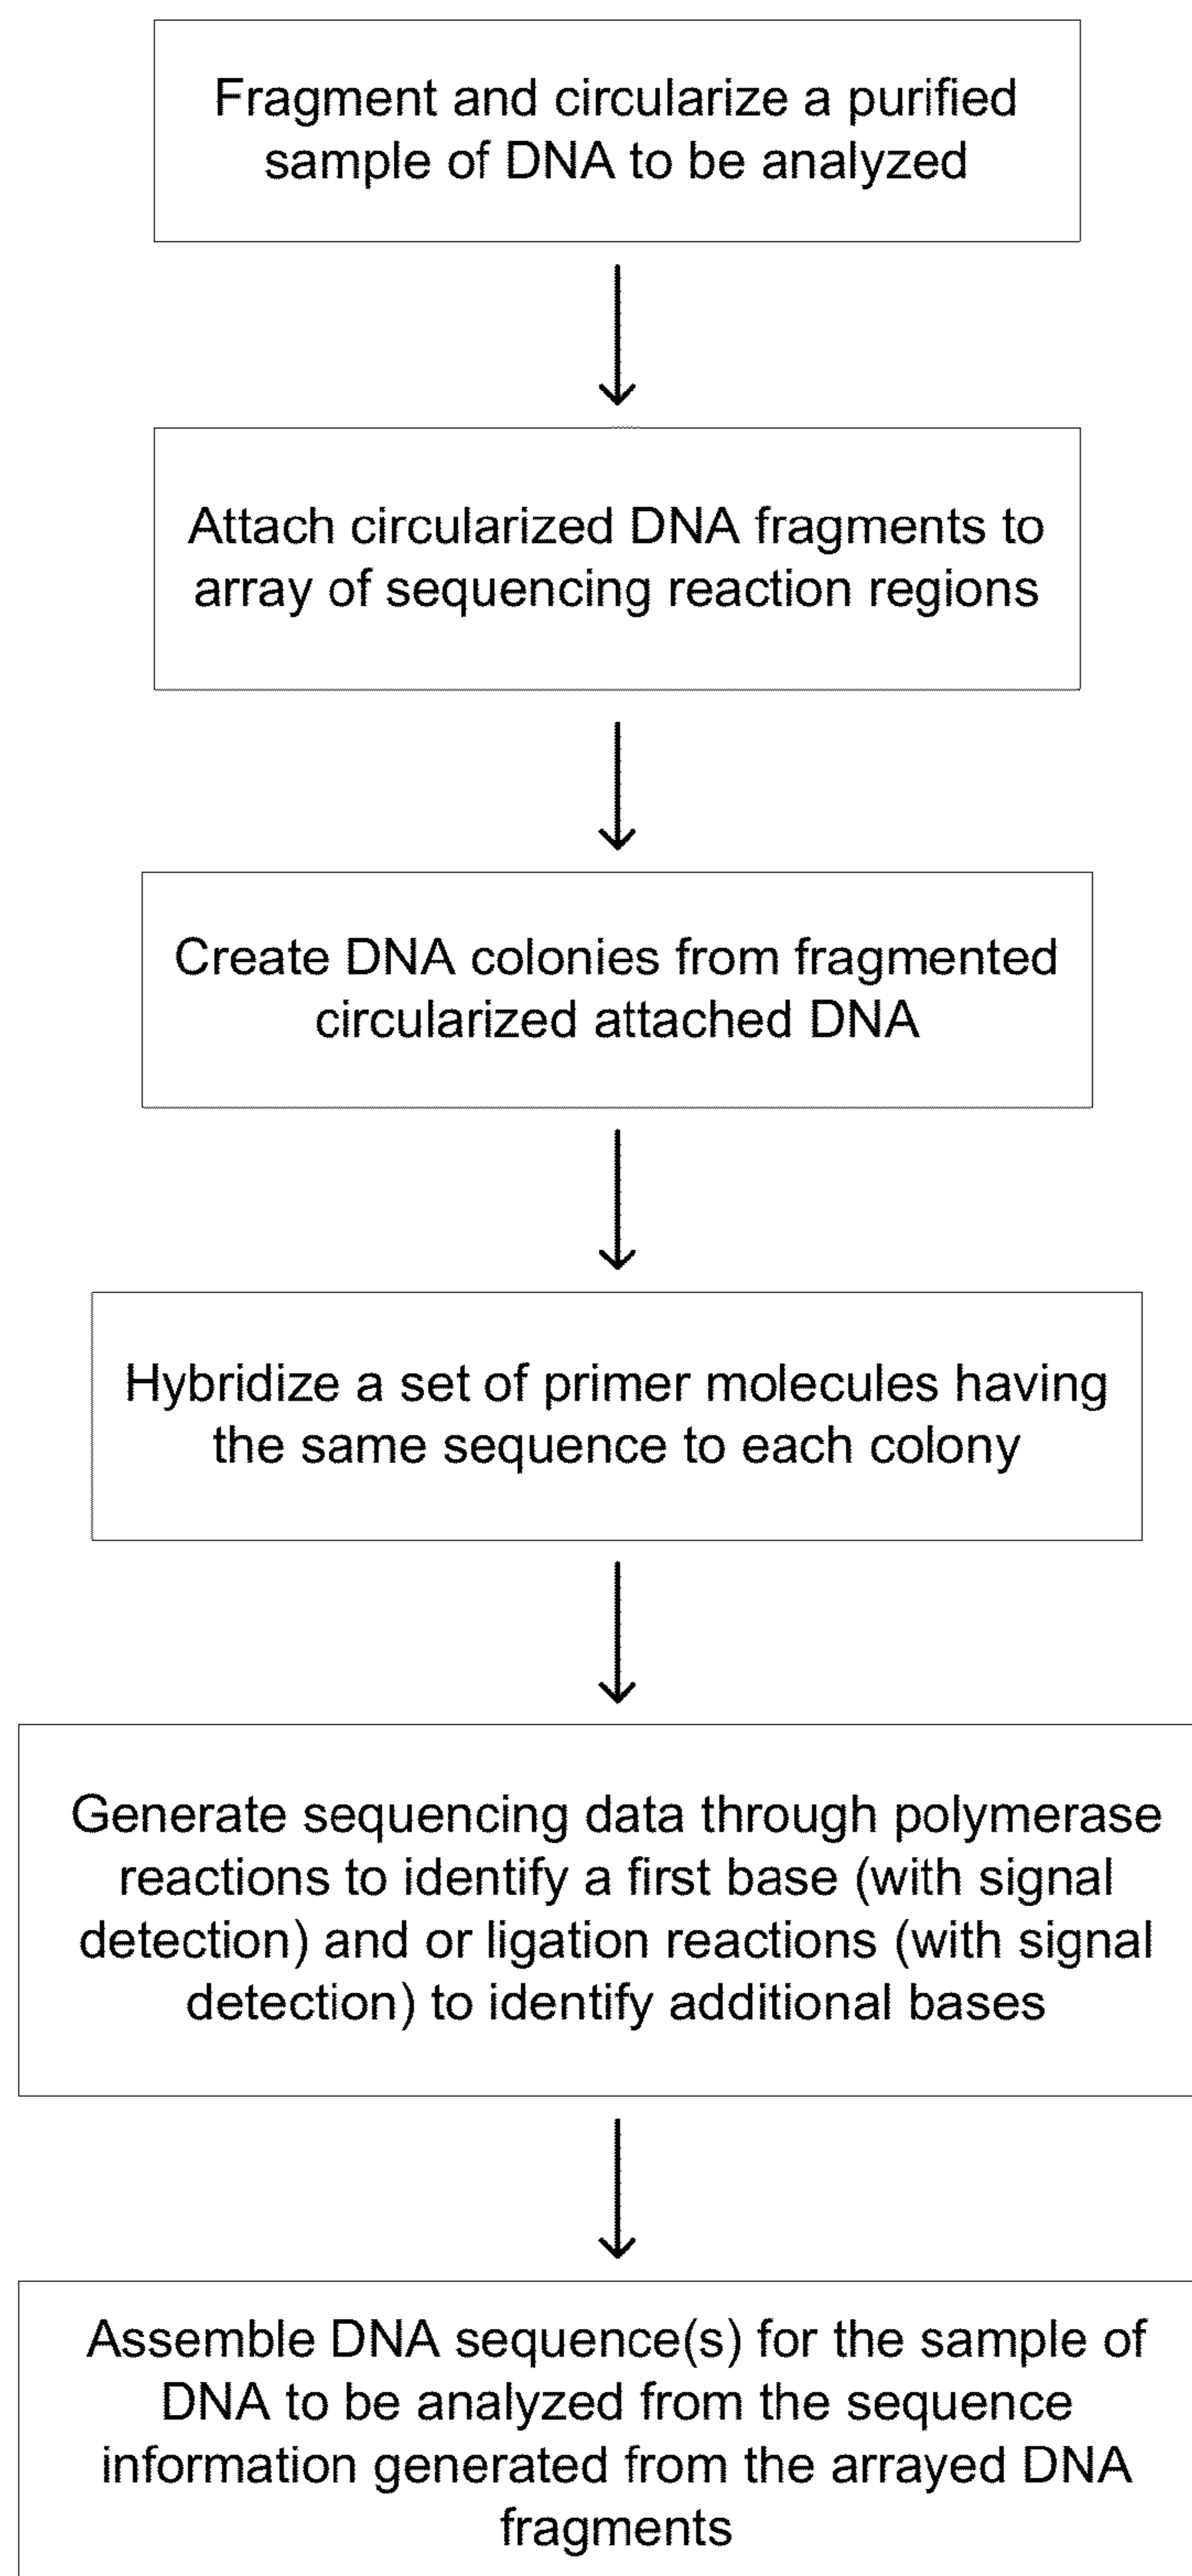 Fragment and circularize a purified
sample of DNA to be analyzed
Attach circularized DNA fragments to
array of sequencing reaction regions
Create DNA colonies from fragmented
circularized attached DNA
Hybridize a set of primer molecules having
the same sequence to each colony
Generate sequencing data through polymerase
reactions to identify a first base (with signal
detection) and or ligation reactions (with signal
detection) to identify additional bases
Assemble DNA sequence(s) for the sample of
DNA to be analyzed from the sequence
information generated from the arrayed DNA
fragments